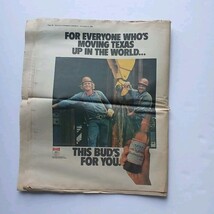 FOR EVERYONE WHO'S
MOVING TEXAS
UP IN THE WORLD...
THIS BUD'S
FOR YOU.